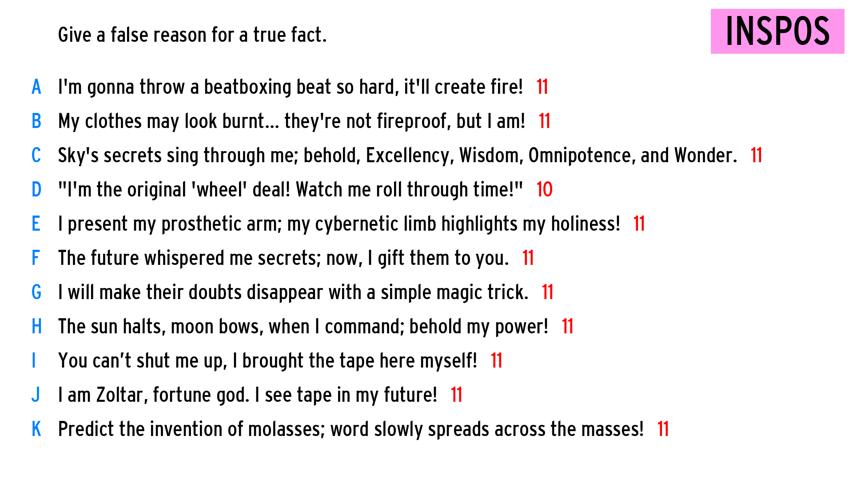 Give a false reason for a true fact.
INSPOS
A I'm gonna throw a beatboxing beat so hard, it'll create fire! 11
B My clothes may look burnt... they're not fireproof, but I am! 11
C Sky's secrets sing through me; behold, Excellency, Wisdom, Omnipotence, and Wonder. 11
D "I'm the original 'wheel' deal! Watch me roll through time!" 10
E I present my prosthetic arm; my cybernetic limb highlights my holiness! 11
F The future whispered me secrets; now, I gift them to you. 11
G I will make their doubts disappear with a simple magic trick. 11
H The sun halts, moon bows, when I command; behold my power! 11
I You can’t shut me up, I brought the tape here myself! 11
J I am Zoltar, fortune god. I see tape in my future! 11
K Predict the invention of molasses; word slowly spreads across the masses! 11